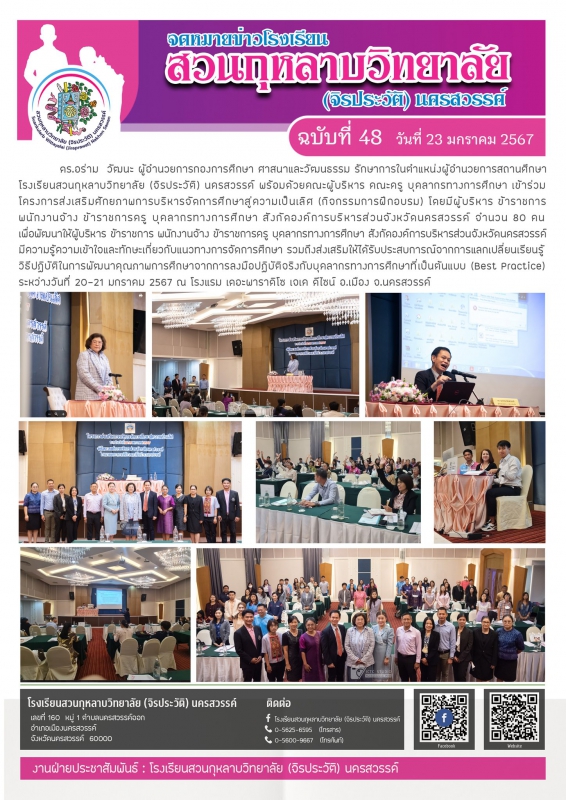 จดหมายข่าวโรงเรียน
สวนกุหลาบวิทยาลัย
(จิรประวัติ) นครสวรรค์
ฉบับที่ 48 วันที่ 23 มกราคม 2567
ดร.อร่าม วัฒนะ ผู้อำนวยการกองการศึกษา ศาสนาและวัฒนธรรม รักษาการในตำแหน่งผู้อำนวยการสถานศึกษา
โรงเรียนสวนกุหลาบวิทยาลัย (จิรประวัติ) นครสวรรค์ พร้อมด้วยคณะผู้บริหาร คณะครู บุคลากรทางการศึกษา เข้าร่วม
โครงการส่งเสริมศักยภาพการบริหารจัดการศึกษาสู่ความเป็นเลิศ (กิจกรรมการฝึกอบรม) โดยมีผู้บริหาร ข้าราชการ
พนักงานจ้าง ข้าราชการครู บุคลากรทางการศึกษา สังกัดองค์การบริหารส่วนจังหวัดนครสวรรค์ จำนวน 80 คน
เพื่อพัฒนาให้ผู้บริหาร ข้าราชการ พนักงานจ้าง ข้าราชการครู บุคลากรทางการศึกษา สังกัดองค์การบริหารส่วนจังหวัดนครสวรรค์
มีความรู้ความเข้าใจและทักษะเกี่ยวกับแนวทางการจัดการศึกษา รวมถึงส่งเสริมให้ได้รับประสบการณ์จากการแลกเปลี่ยนเรียนรู้
วิธีปฏิบัติในการพัฒนาคุณภาพการศึกษาจากการลงมือปฏิบัติจริงกับบุคลากรทางการศึกษาที่เป็นต้นแบบ (Best Practice)
ระหว่างวันที่ 20-21 มกราคม 2567 ณ โรงแรม เดอะพาราดิโซ เจเค ดีไซน์ อ.เมือง จ.นครสวรรค์
โรงเรียนสวนกุหลาบวิทยาลัย (จิรประวัติ) นครสวรรค์
เลขที่ 160 หมู่ 1 ตำบลนครสวรรค์ออก
อำเภอเมืองนครสวรรค์
จังหวัดนครสวรรค์ 60000
ติดต่อ
โรงเรียนสวนกุหลาบวิทยาลัย (จิรประวัติ) นครสวรรค์
0-5625-6595 (โทรสาร)
0-5600-9667 (โทรศัพท์)
Facebook
Website
งานฝ่ายประชาสัมพันธ์ : โรงเรียนสวนกุหลาบวิทยาลัย (จิรประวัติ) นครสวรรค์